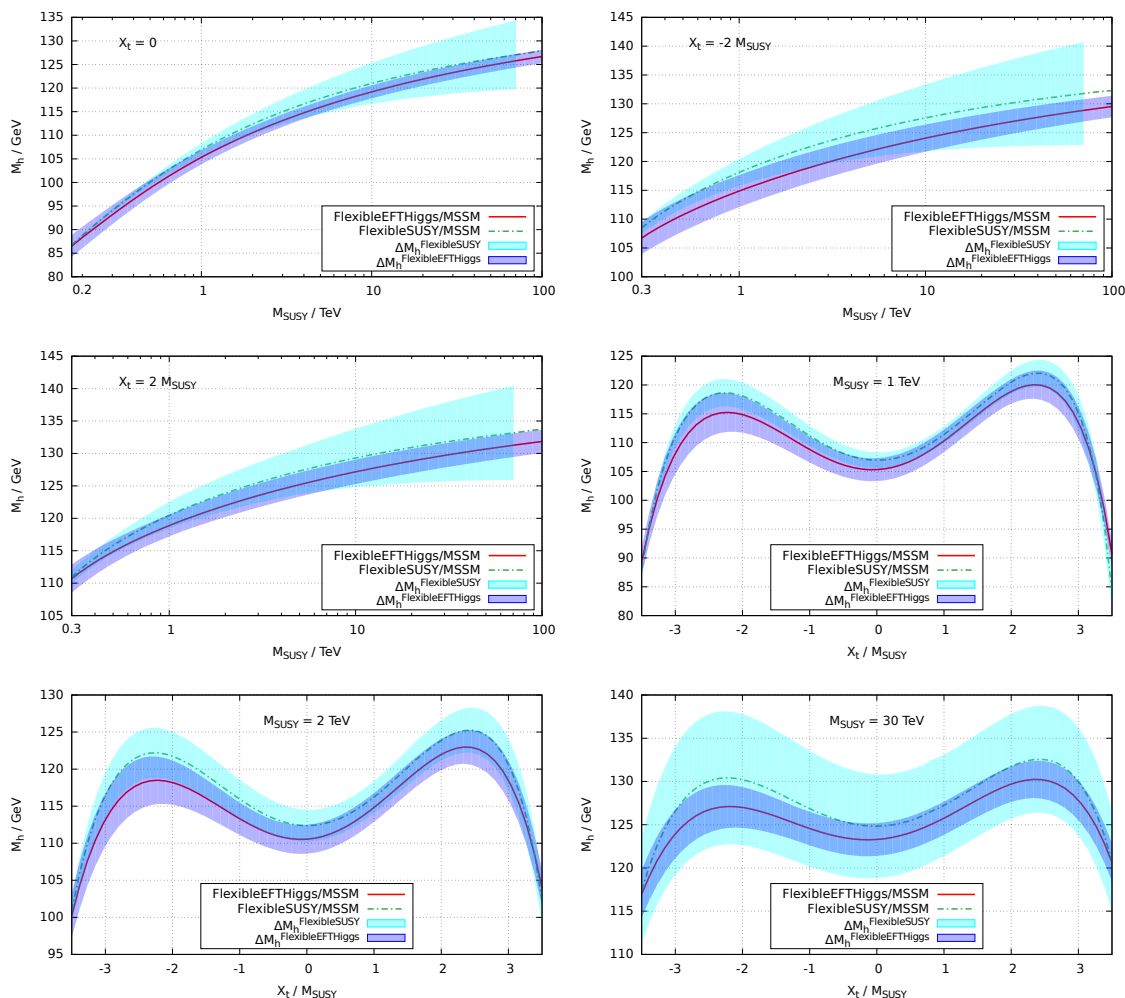 135
130
125
120
115
110
105
100
95
90
85
80
0.2
1
10
100
M_h / GeV
M_SUSY / TeV
X_t = 0
FlexibleEFTHiggs/MSSM
FlexibleSUSY/MSSM
ΔM_h^FlexibleSUSY
ΔM_h^FlexibleEFTHiggs
145
140
135
130
125
120
115
110
105
100
0.3
1
10
100
M_h / GeV
M_SUSY / TeV
X_t = -2 M_SUSY
FlexibleEFTHiggs/MSSM
FlexibleSUSY/MSSM
ΔM_h^FlexibleSUSY
ΔM_h^FlexibleEFTHiggs
145
140
135
130
125
120
115
110
105
0.3
1
10
100
M_h / GeV
M_SUSY / TeV
X_t = 2 M_SUSY
FlexibleEFTHiggs/MSSM
FlexibleSUSY/MSSM
ΔM_h^FlexibleSUSY
ΔM_h^FlexibleEFTHiggs
125
120
115
110
105
100
95
90
85
80
-3
-2
-1
0
1
2
3
M_h / GeV
X_t / M_SUSY
M_SUSY = 1 TeV
FlexibleEFTHiggs/MSSM
FlexibleSUSY/MSSM
ΔM_h^FlexibleSUSY
ΔM_h^FlexibleEFTHiggs
130
125
120
115
110
105
100
95
-3
-2
-1
0
1
2
3
M_h / GeV
X_t / M_SUSY
M_SUSY = 2 TeV
FlexibleEFTHiggs/MSSM
FlexibleSUSY/MSSM
ΔM_h^FlexibleSUSY
ΔM_h^FlexibleEFTHiggs
140
135
130
125
120
115
110
-3
-2
-1
0
1
2
3
M_h / GeV
X_t / M_SUSY
M_SUSY = 30 TeV
FlexibleEFTHiggs/MSSM
FlexibleSUSY/MSSM
ΔM_h^FlexibleSUSY
ΔM_h^FlexibleEFTHiggs